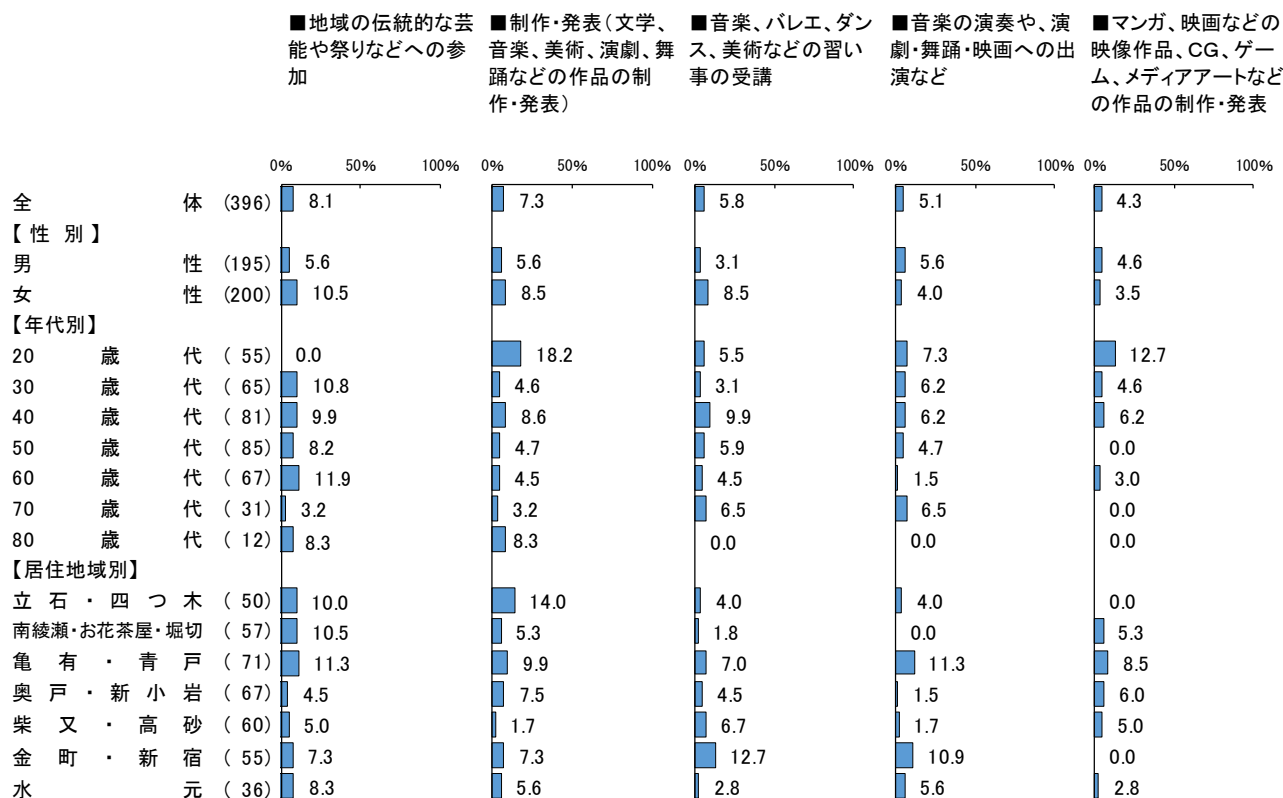 ■地域の伝統的な芸
能や祭りなどへの参
加
■制作・発表(文学、
音楽、美術、演劇、舞
踊などの作品の制
作・発表)
■音楽、バレエ、ダン
ス、美術などの習い
事の受講
■音楽の演奏や、演
劇・舞踊・映画への出
演など
■マンガ、映画などの
映像作品、CG、ゲー
ム、メディアアートなど
の作品の制作・発表
0% 50% 100% 0% 50% 100% 0% 50% 100% 0% 50% 100% 0% 50% 100%
全体 (396) 8.1 7.3 5.8 5.1 4.3
【性別】
男性 (195) 5.6 5.6 3.1 5.6 4.6
女性 (200) 10.5 8.5 8.5 4.0 3.5
【年代別】
20歳代 ( 55) 0.0 18.2 5.5 7.3 12.7
30歳代 ( 65) 10.8 4.6 3.1 6.2 4.6
40歳代 ( 81) 9.9 8.6 9.9 6.2 6.2
50歳代 ( 85) 8.2 4.7 5.9 4.7 0.0
60歳代 ( 67) 11.9 4.5 4.5 1.5 3.0
70歳代 ( 31) 3.2 3.2 6.5 6.5 0.0
80歳代 ( 12) 8.3 8.3 0.0 0.0 0.0
【居住地域別】
立石・四つ木 ( 50) 10.0 14.0 4.0 4.0 0.0
南綾瀬・お花茶屋・堀切 ( 57) 10.5 5.3 1.8 0.0 5.3
亀有・青戸 ( 71) 11.3 9.9 7.0 11.3 8.5
奥戸・新小岩 ( 67) 4.5 7.5 4.5 1.5 6.0
柴又・高砂 ( 60) 5.0 1.7 6.7 1.7 5.0
金町・新宿 ( 55) 7.3 7.3 12.7 10.9 0.0
水元 ( 36) 8.3 5.6 2.8 5.6 2.8